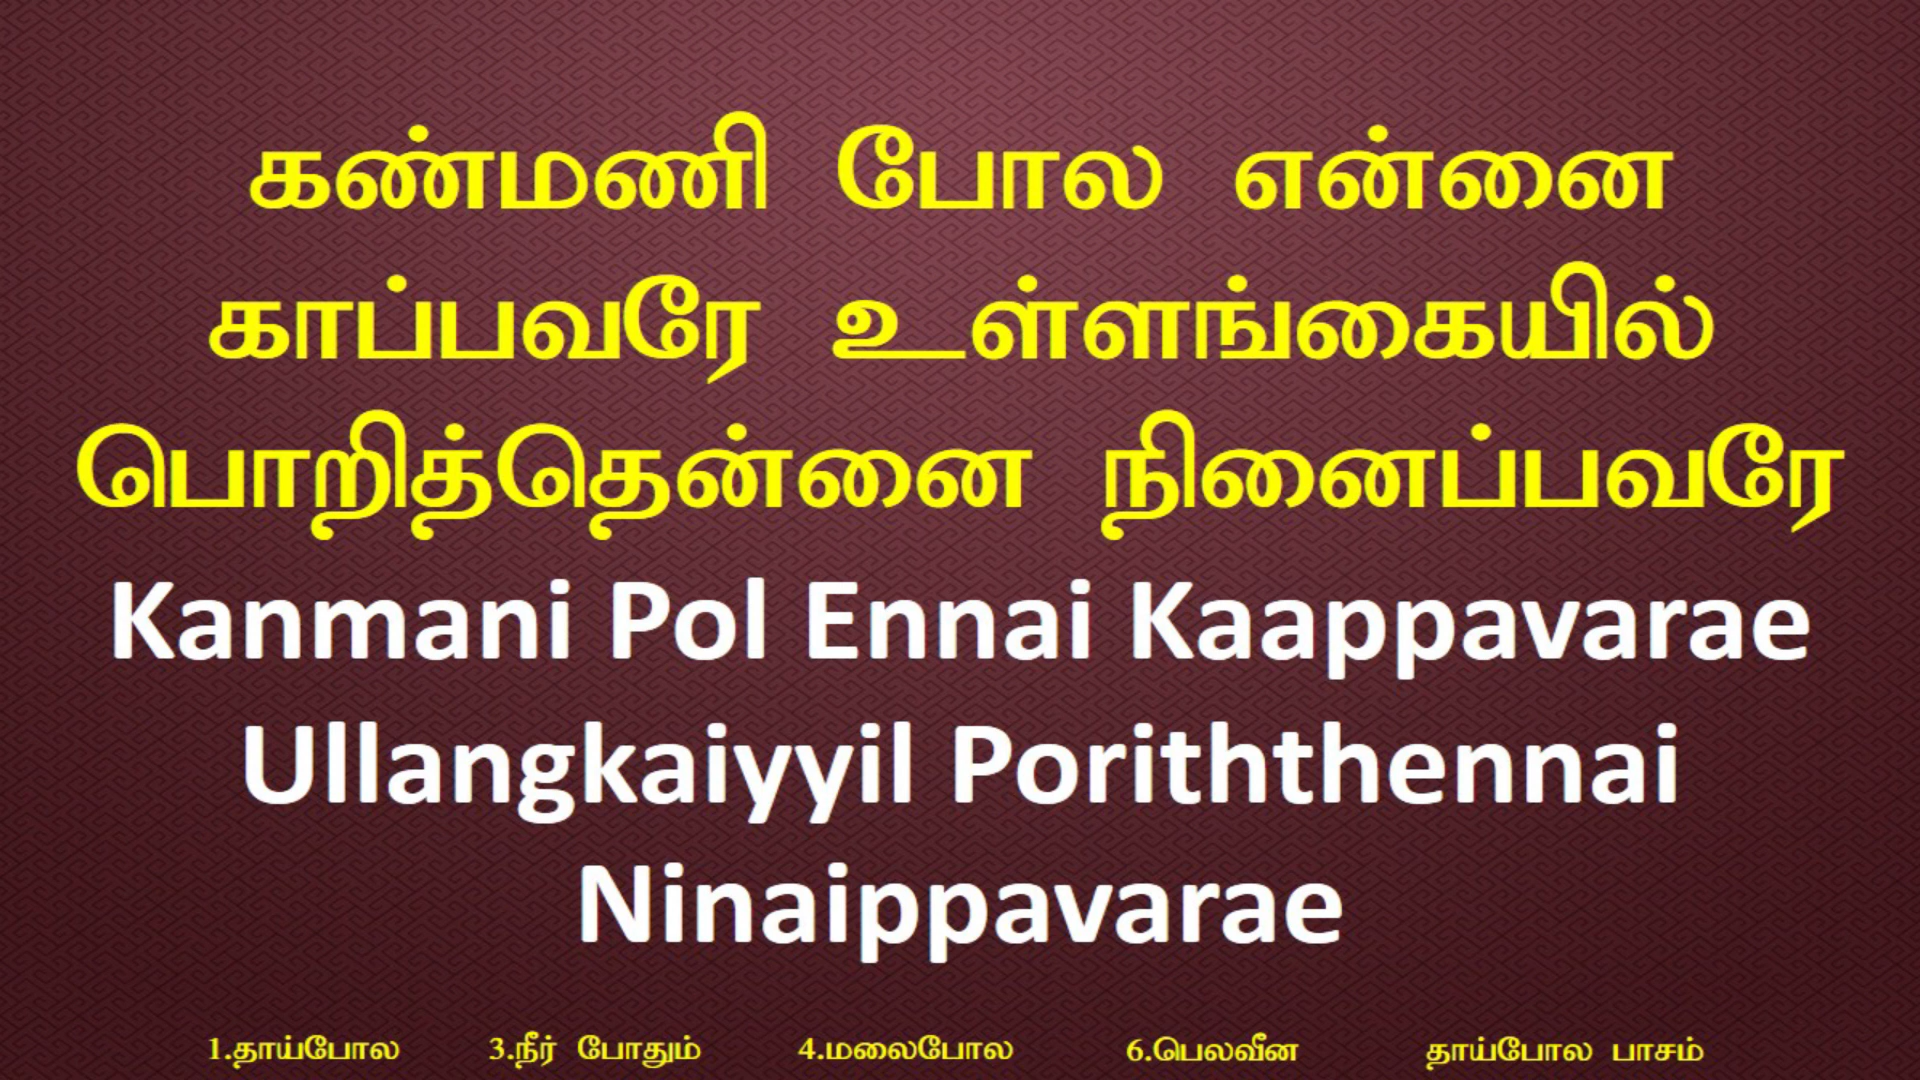 கண்மணி போல என்னை
காப்பவரே உள்ளங்கையில்
பொறித்தென்னை நினைப்பவரே
Kanmani Pol Ennai Kaappavarae
Ullangkaiyyil Poriththennai
Ninaippavarae
1.தாய்போல 3.நீர் போதும் 4.மலைபோல 6.பெலவீன தாய்போல பாசம்